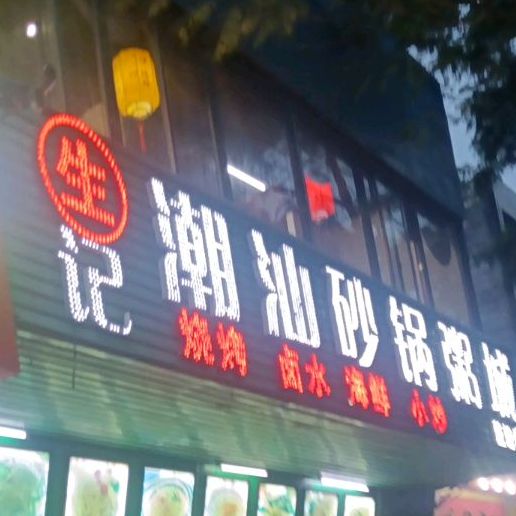 生记
潮汕砂锅粥城
烧烤 卤水 海鲜 小炒